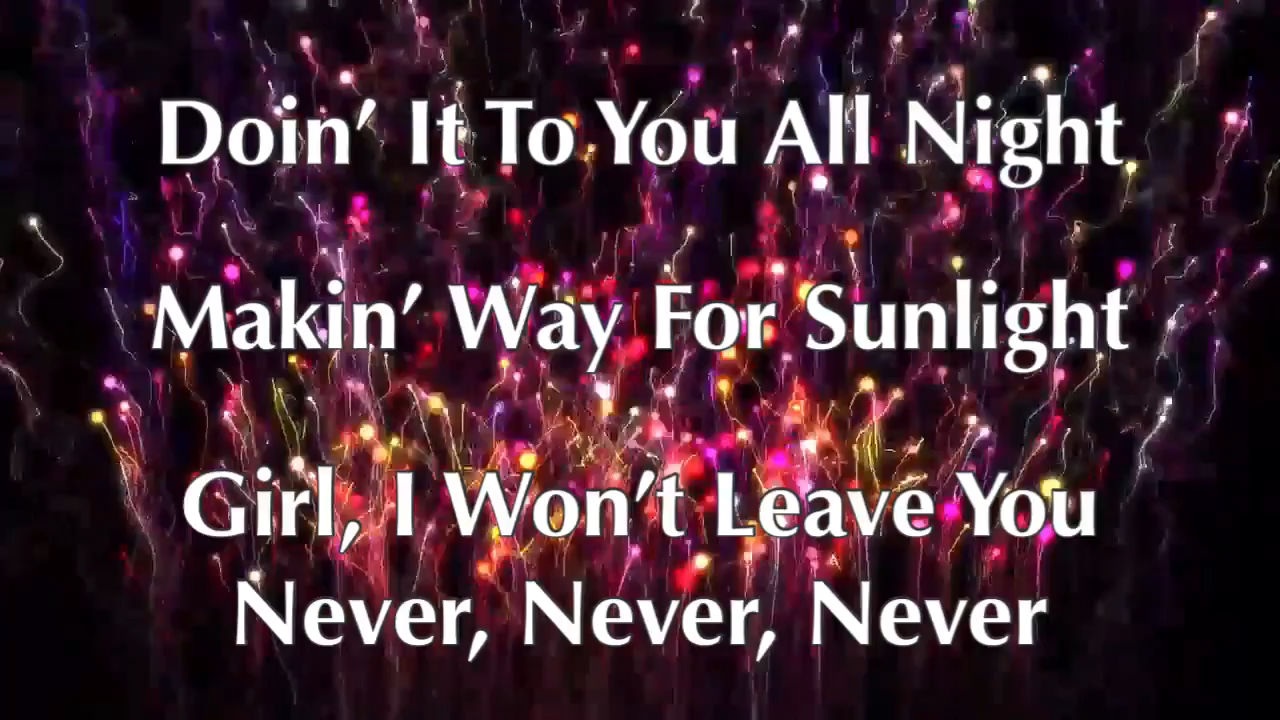 Doin’ It To You All Night
Makin’ Way For Sunlight
Girl, I Won’t Leave You
Never, Never, Never